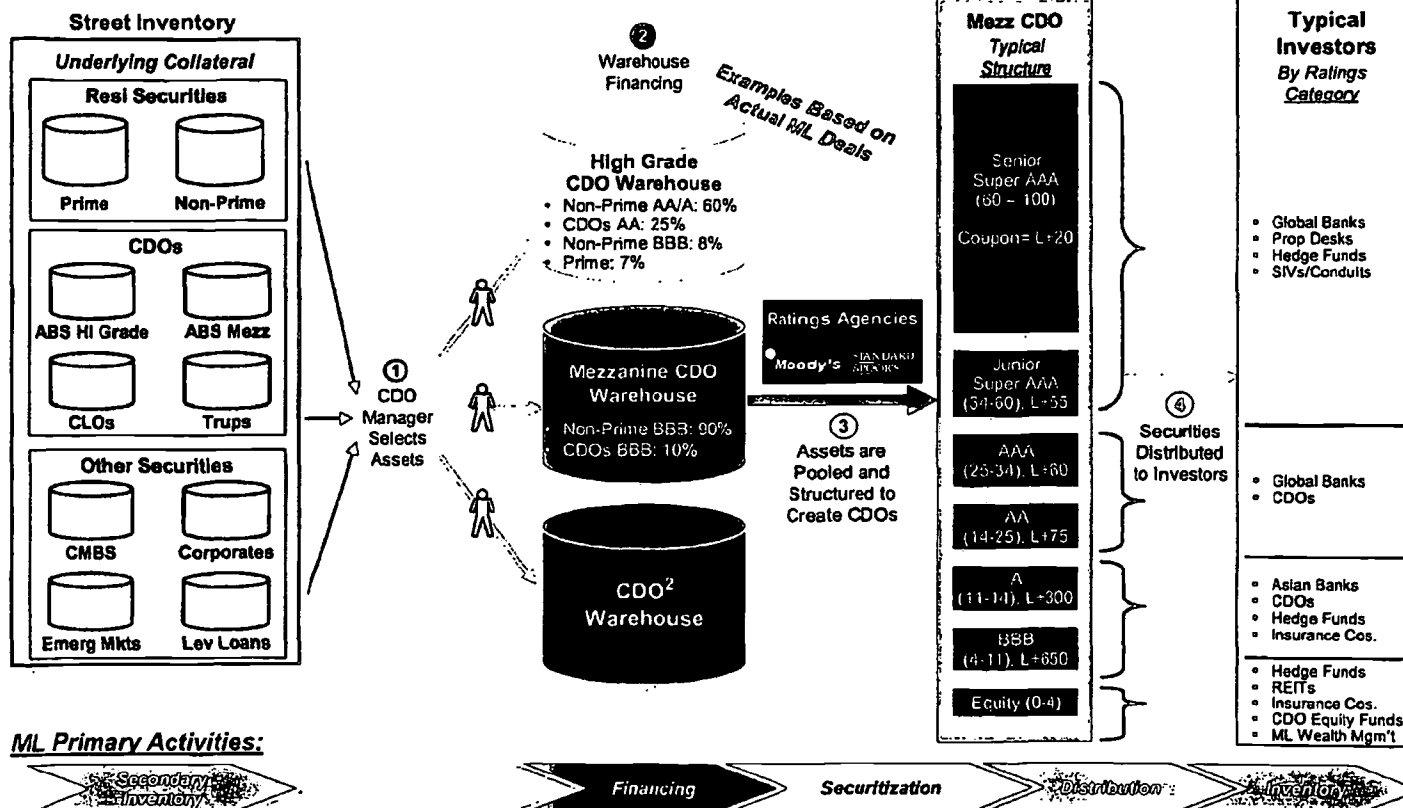 Street Inventory
Underlying Collateral
Resi Securities
Prime
Non-Prime
CDOs
ABS HI Grade
ABS Mezz
CLOs
Trups
Other Securities
CMBS
Corporates
Emerg Mkts
Lev Loans
1
CDO
Manager
Selects
Assets
2
Warehouse
Financing
Examples Based on
Actual ML Deals
High Grade
CDO Warehouse
• Non-Prime AA/A: 60%
• CDOs AA: 25%
• Non-Prime BBB: 8%
• Prime: 7%
Mezzanine CDO
Warehouse
Non-Prime BBB: 90%
CDOs BBB: 10%
CDO²
Warehouse
Ratings Agencies
Moody's
STANDARD
&POOR'S
3
Assets are
Pooled and
Structured to
Create CDOs
Mezz CDO
Typical
Structure
Senior
Super AAA
(60 – 100)
Coupon= L+20
Junior
Super AAA
(34-60), L+55
AAA
(25-34), L+60
AA
(14-25), L+75
A
(11-14), L+300
BBB
(4-11), L+650
Equity (0-4)
4
Securities
Distributed
to Investors
Typical
Investors
By Ratings
Category
Global Banks
Prop Desks
Hedge Funds
SIVs/Conduits
Global Banks
CDOs
Asian Banks
CDOs
Hedge Funds
Insurance Cos.
Hedge Funds
REITs
Insurance Cos.
CDO Equity Funds
ML Wealth Mgm't
ML Primary Activities:
Secondary
Inventory
Financing
Securitization
Distribution
Inventory